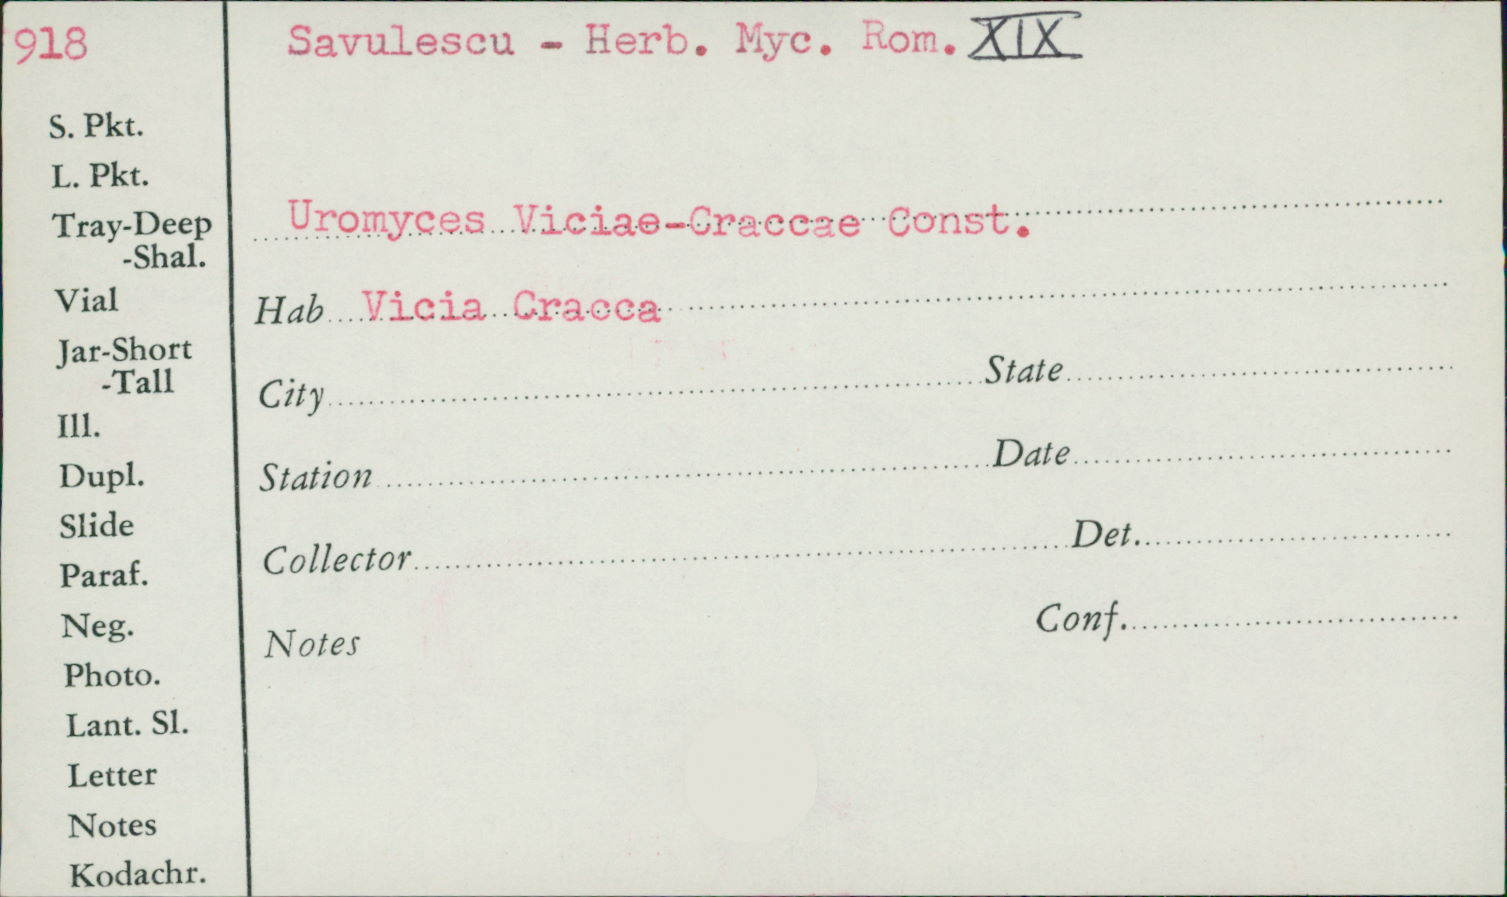 918
Savulescu - Herb. Myc. Rom. XIX
S. Pkt.
L. Pkt.
Tray-Deep
-Shal.
Vial
Jar-Short
-Tall
Ill.
Dupl.
Slide
Paraf.
Neg.
Photo.
Lant. Sl.
Letter
Notes
Kodachr.
Uromyces Viciae-Craccae Const.
Hab Vicia Cracca
City State
Station Date
Collector Det.
Notes Conf.